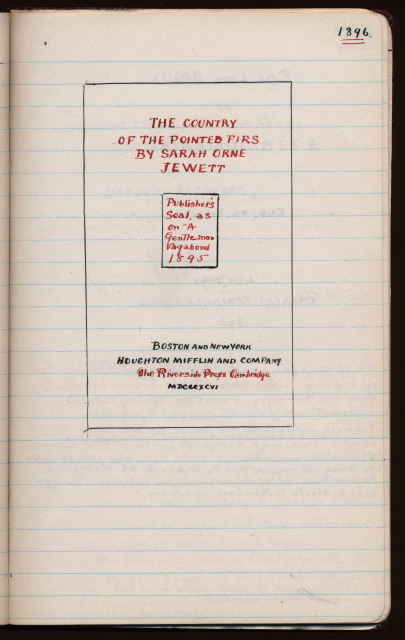 1896.
THE COUNTRY
OF THE POINTED FIRS
BY SARAH ORNE
JEWETT
Publisher's
Seal, as
on "A
Gentleman
Vagabond
1895
BOSTON AND NEW YORK
HOUGHTON MIFFLIN AND COMPANY
The Riverside Press Cambridge
MDCCCXCVI